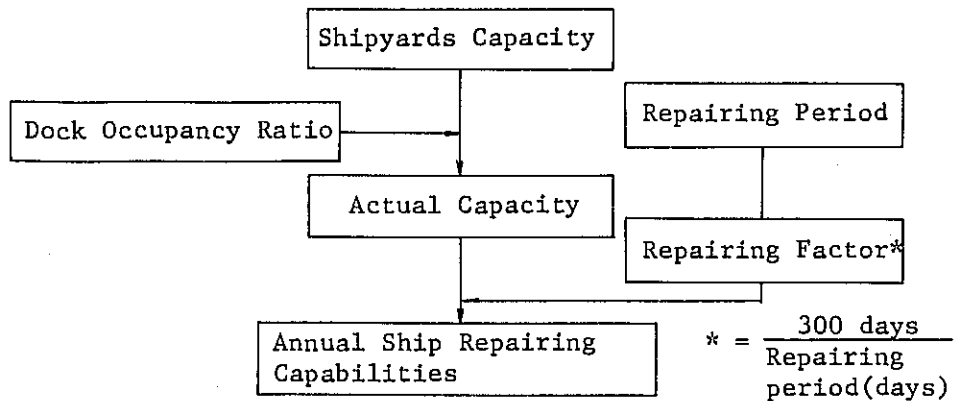 Shipyards Capacity
Dock Occupancy Ratio
Repairing Period
Actual Capacity
Repairing Factor*
Annual Ship Repairing
Capabilities
* = 300 days
Repairing
period(days)